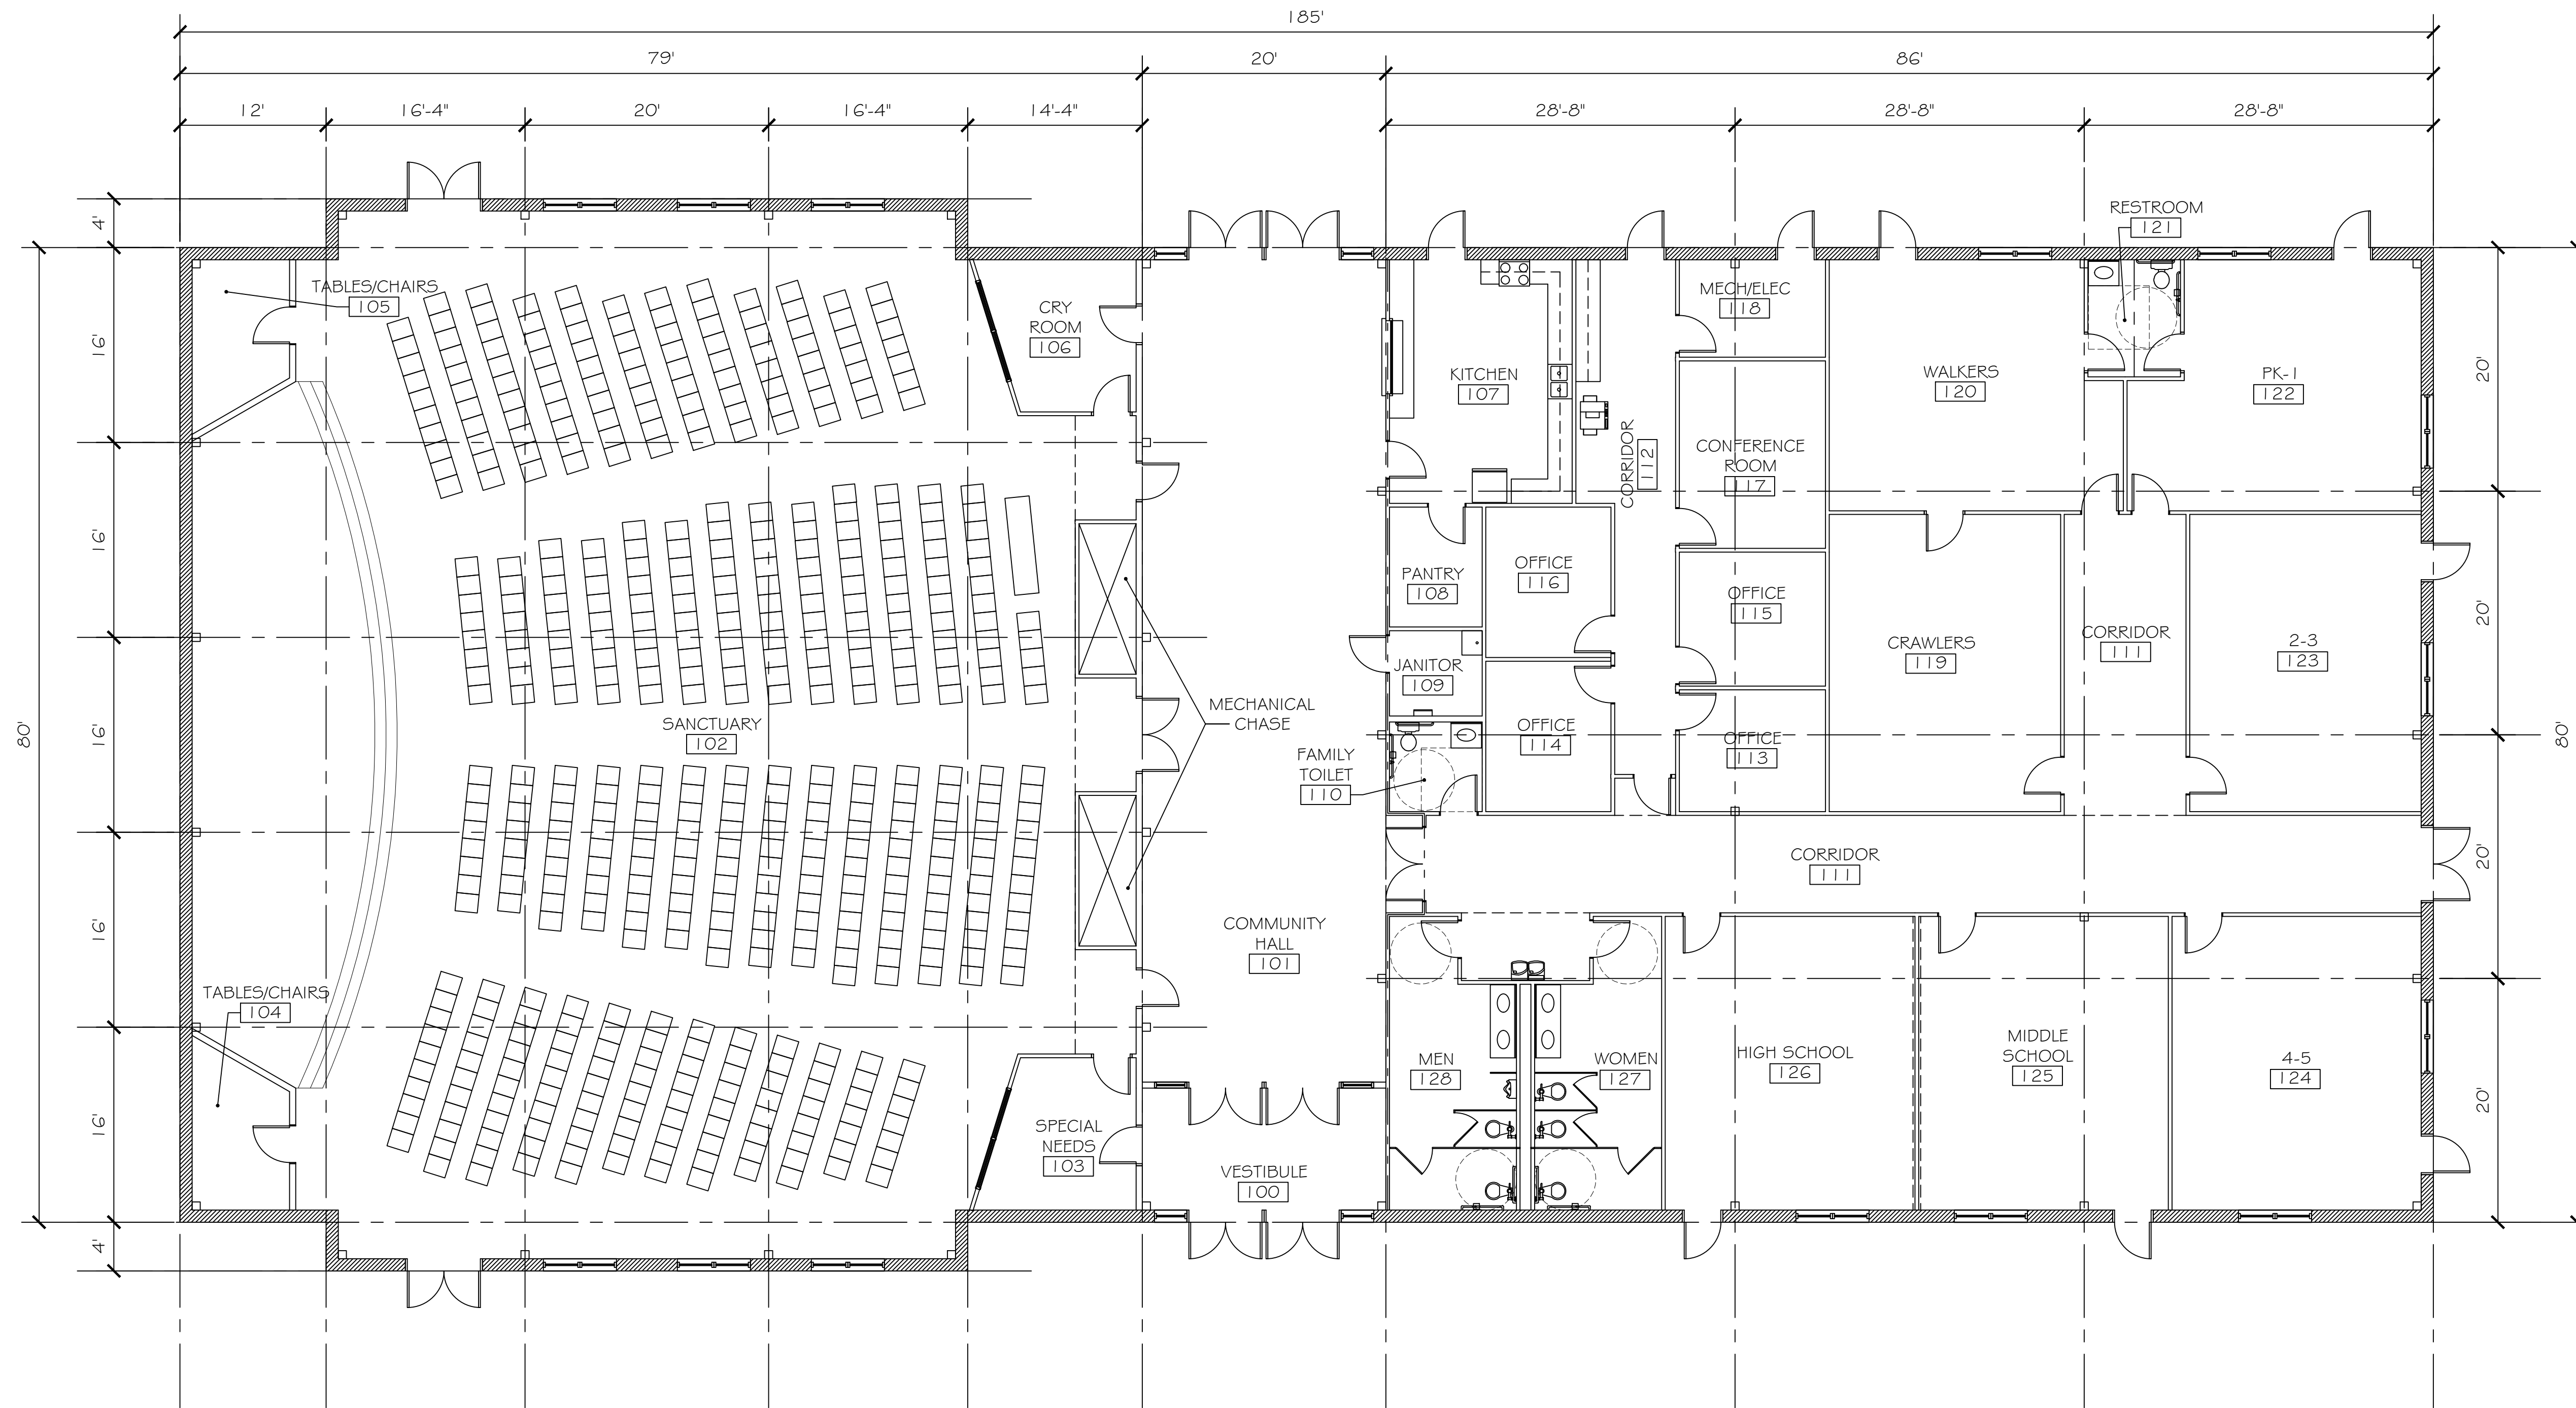 185'
79'
20'
86'
12'
16'-4"
20'
16'-4"
14'-4"
28'-8"
28'-8"
28'-8"
4'
16'
16'
16'
16'
16'
4'
80'
20'
20'
20'
20'
80'
RESTROOM
121
TABLES/CHAIRS
105
CRY
ROOM
106
MECH/ELEC
118
KITCHEN
107
WALKERS
120
PK-1
122
CORRIDOR
112
CONFERENCE
ROOM
117
PANTRY
108
OFFICE
116
OFFICE
115
JANITOR
109
CRAWLERS
119
CORRIDOR
111
2-3
123
MECHANICAL
CHASE
SANCTUARY
102
FAMILY
TOILET
110
OFFICE
114
OFFICE
113
CORRIDOR
111
COMMUNITY
HALL
101
TABLES/CHAIRS
104
MEN
128
WOMEN
127
HIGH SCHOOL
126
MIDDLE
SCHOOL
125
4-5
124
SPECIAL
NEEDS
103
VESTIBULE
100